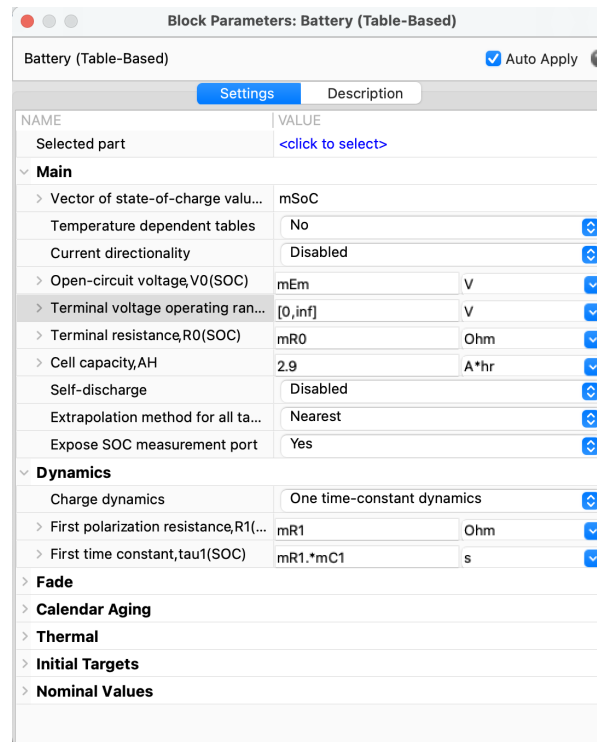 Block Parameters: Battery (Table-Based)
Battery (Table-Based) Auto Apply
Settings Description
NAME VALUE
Selected part <click to select>
Main
Vector of state-of-charge valu... mSoC
Temperature dependent tables No
Current directionality Disabled
Open-circuit voltage,V0(SOC) mEm V
Terminal voltage operating ran... [0,inf] V
Terminal resistance,R0(SOC) mR0 Ohm
Cell capacity,AH 2.9 A*hr
Self-discharge Disabled
Extrapolation method for all ta... Nearest
Expose SOC measurement port Yes
Dynamics
Charge dynamics One time-constant dynamics
First polarization resistance,R1(... mR1 Ohm
First time constant,tau1(SOC) mR1.*mC1 s
Fade
Calendar Aging
Thermal
Initial Targets
Nominal Values